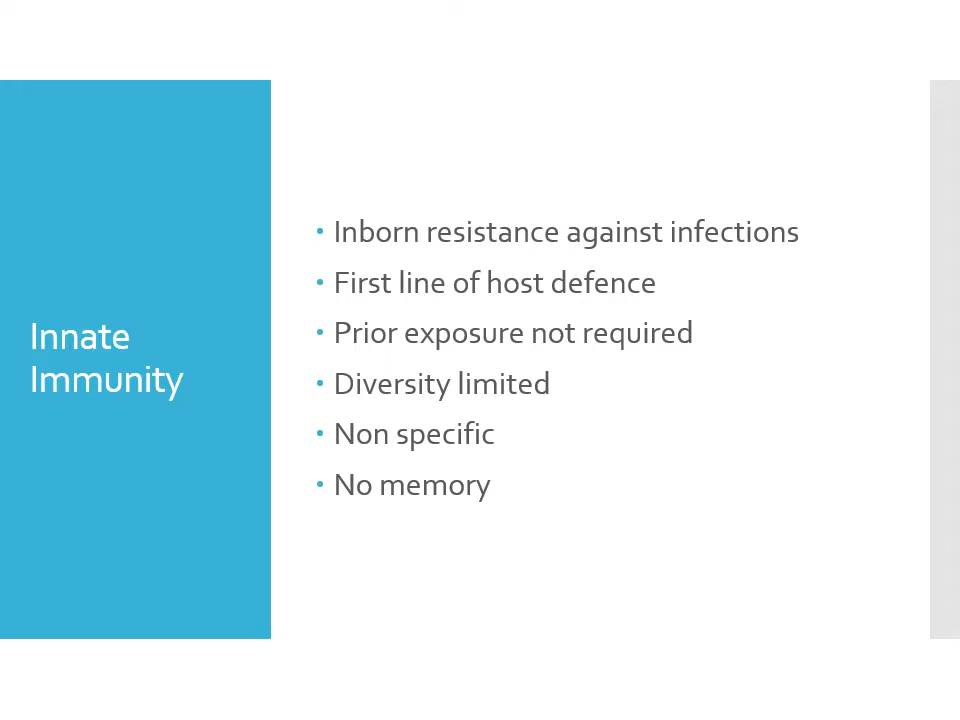 Innate
Immunity
• Inborn resistance against infections
• First line of host defence
• Prior exposure not required
• Diversity limited
• Non specific
• No memory